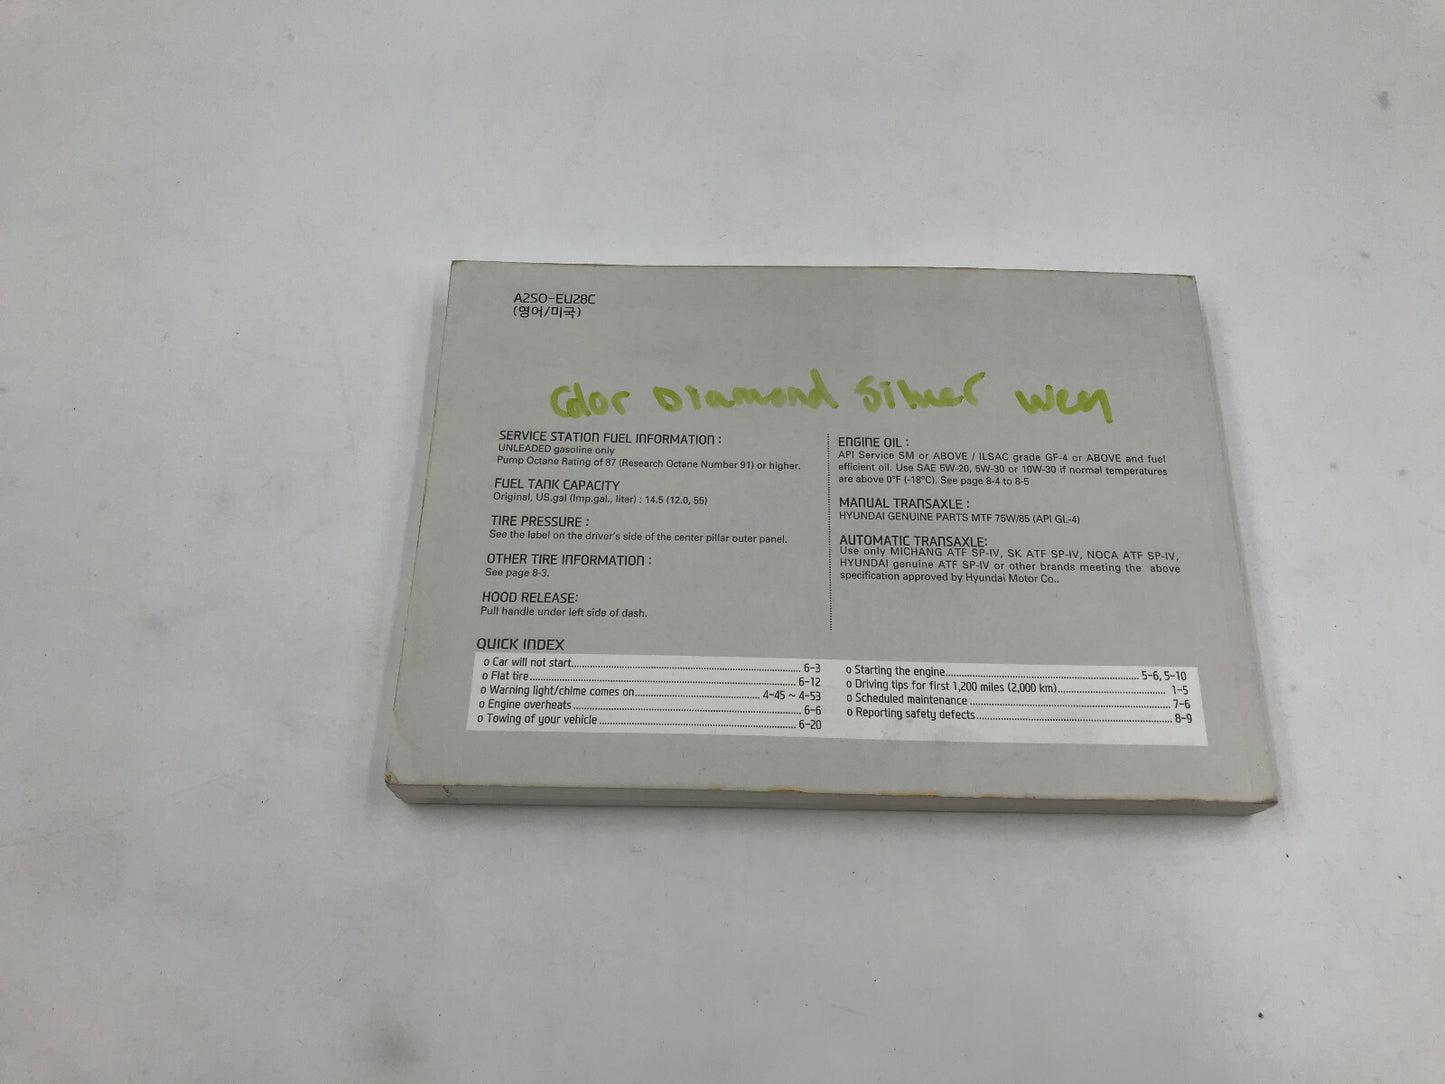 A2SO-EU28C
(영어/미국)
Color Diamond Silver
SERVICE STATION FUEL INFORMATION :
UNLEADED gasoline only
Pump Octane Rating of 87 (Research Octane Number 91) or higher.
FUEL TANK CAPACITY
Original, US.gal (Imp.gal., liter) : 14.5 (12.0, 55)
TIRE PRESSURE :
See the label on the driver's side of the center pillar outer panel.
OTHER TIRE INFORMATION :
See page 8-3.
HOOD RELEASE:
Pull handle under left side of dash.
ENGINE OIL :
API Service SM or ABOVE / ILSAC grade GF-4 or ABOVE and fuel
efficient oil. Use SAE 5W-20, 5W-30 or 10W-30 if normal temperatures
are above 0°F (-18°C). See page 8-4 to 8-5
MANUAL TRANSAXLE :
HYUNDAI GENUINE PARTS MTF 75W/85 (API GL-4)
AUTOMATIC TRANSAXLE:
Use only MICHANG ATF SP-IV, SK ATF SP-IV, NOCA ATF SP-IV,
HYUNDAI genuine ATF SP-IV or other brands meeting the above
specification approved by Hyundai Motor Co..
QUICK INDEX
o Car will not start 6-3
o Flat tire 6-12
o Warning light/chime comes on 4-45 ~ 4-53
o Engine overheats 6-6
o Towing of your vehicle 6-20
o Starting the engine 5-6, 5-10
o Driving tips for first 1,200 miles (2,000 km) 1-5
o Scheduled maintenance 7-6
o Reporting safety defects 8-9